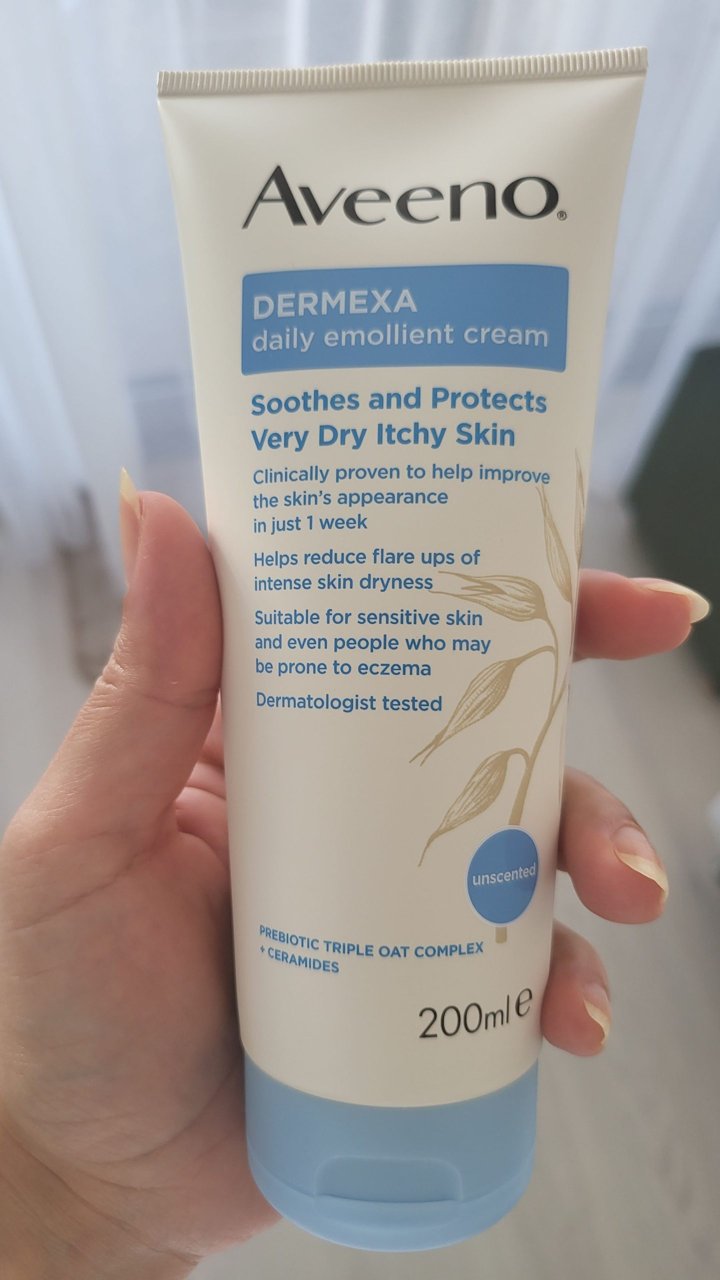 Aveeno®
DERMEXA
daily emollient cream
Soothes and Protects
Very Dry Itchy Skin
Clinically proven to help improve
the skin's appearance
in just 1 week
Helps reduce flare ups of
intense skin dryness
Suitable for sensitive skin
and even people who may
be prone to eczema
Dermatologist tested
unscented
PREBIOTIC TRIPLE OAT COMPLEX
+ CERAMIDES
200ml e